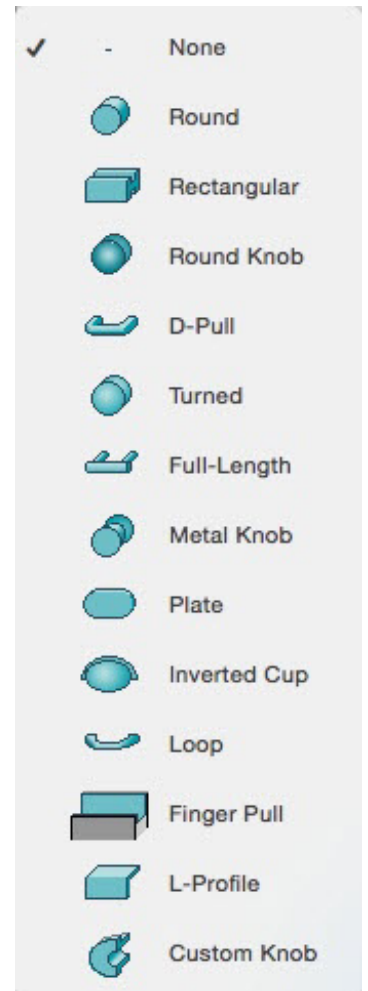 None
Round
Rectangular
Round Knob
D-Pull
Turned
Full-Length
Metal Knob
Plate
Inverted Cup
Loop
Finger Pull
L-Profile
Custom Knob